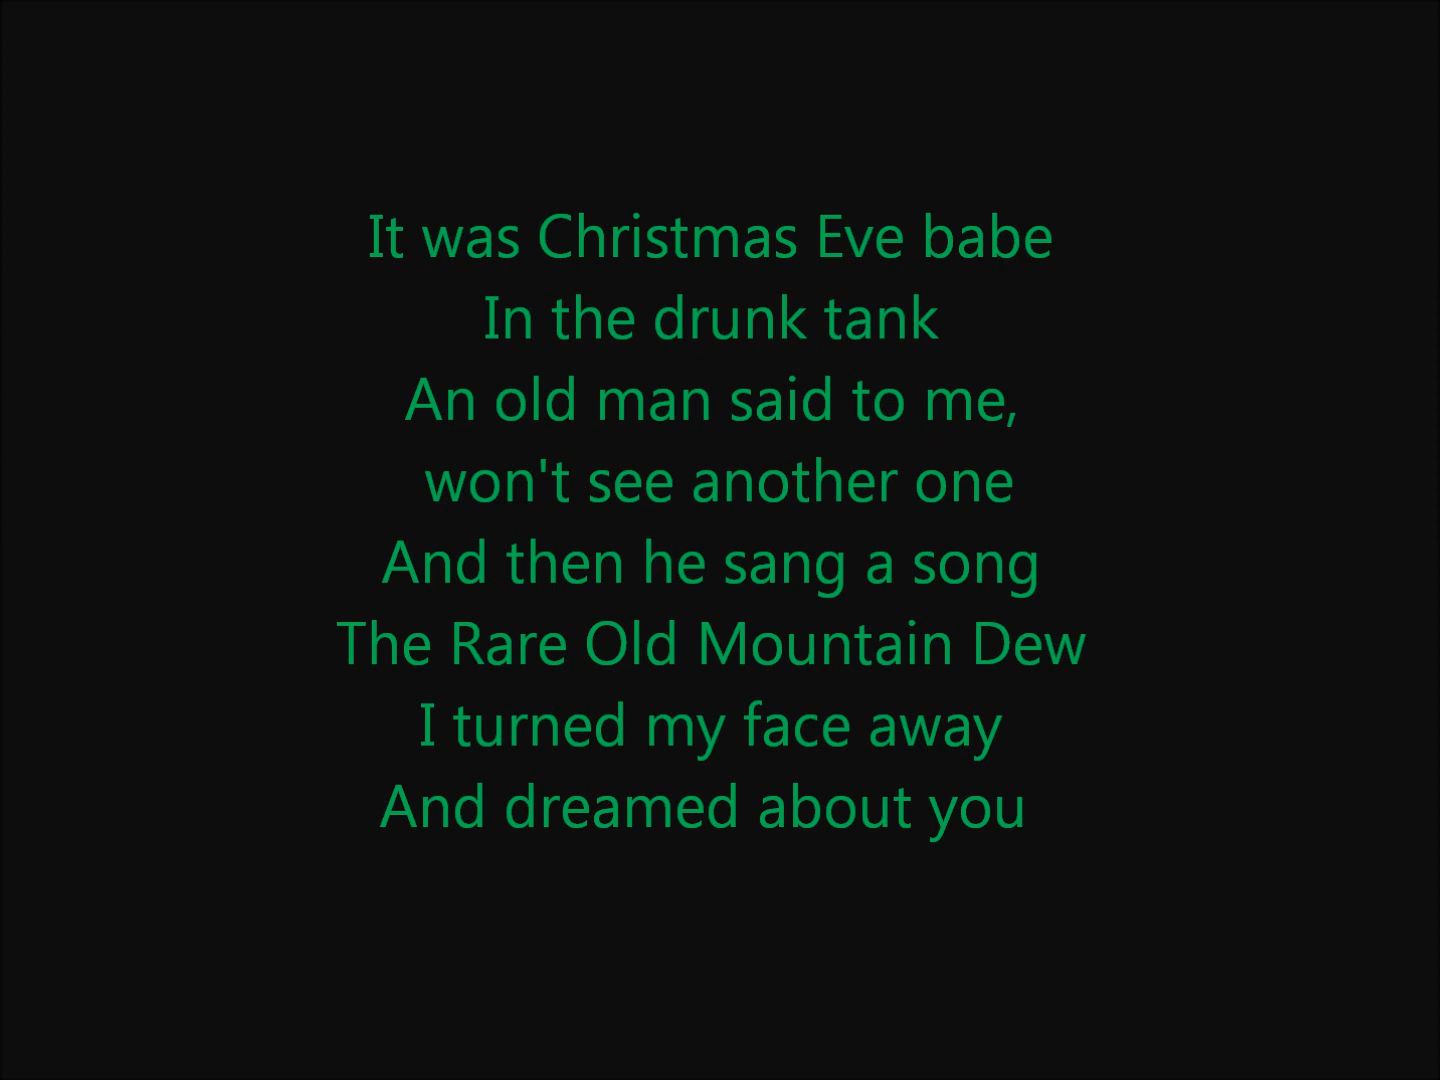 It was Christmas Eve babe
In the drunk tank
An old man said to me,
won't see another one
And then he sang a song
The Rare Old Mountain Dew
I turned my face away
And dreamed about you